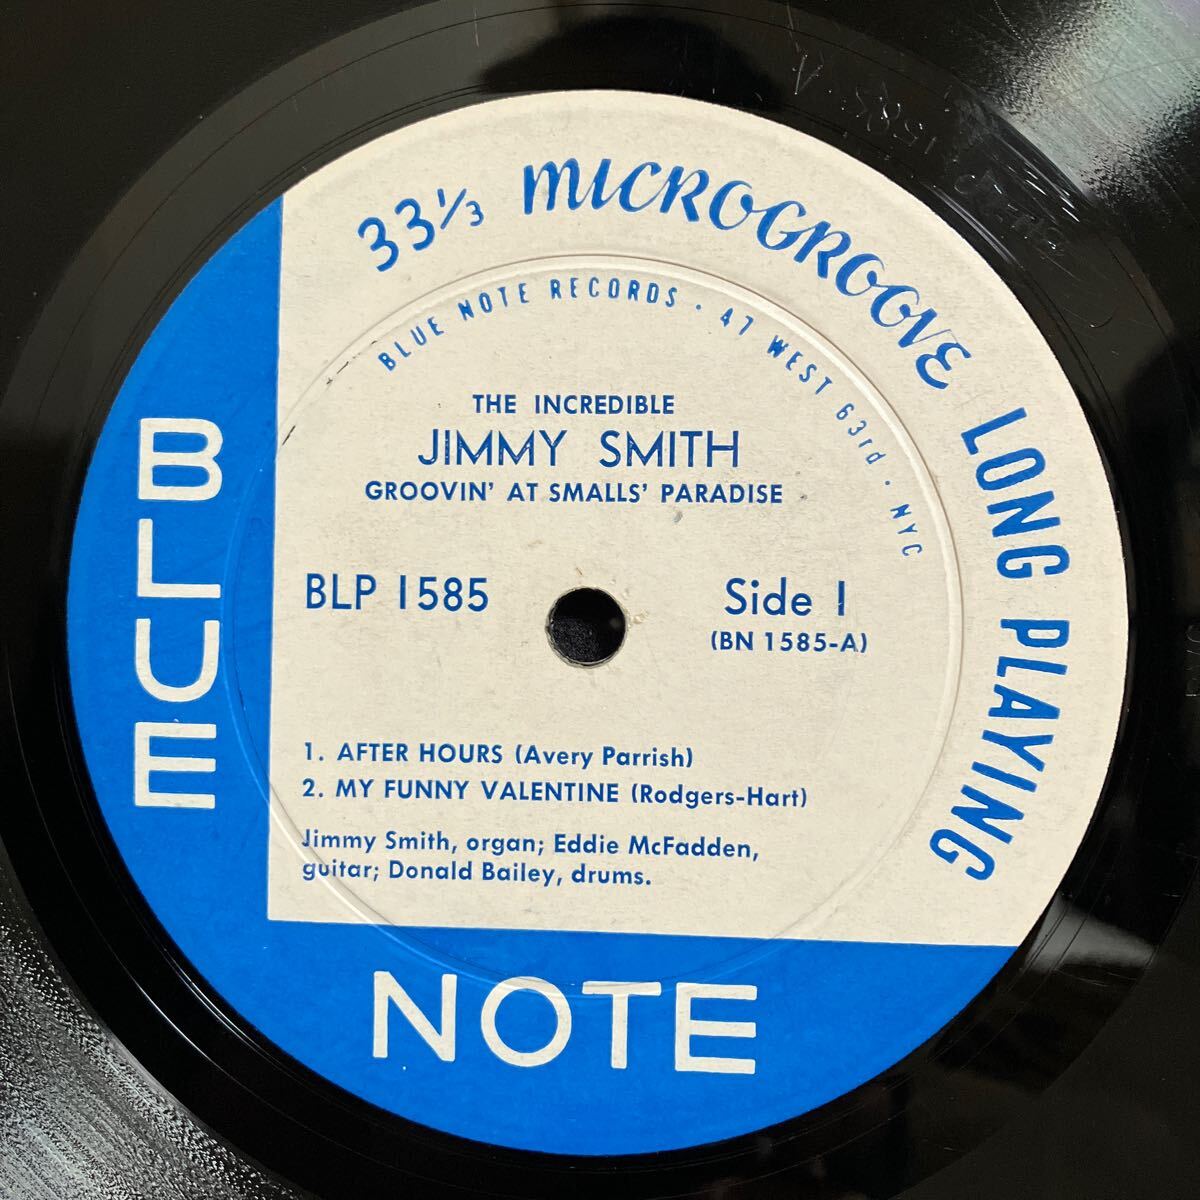 33⅓ MICROGROOVE LONG PLAYING
BLUE NOTE RECORDS · 47 WEST 63rd · NYC
THE INCREDIBLE
JIMMY SMITH
GROOVIN' AT SMALLS' PARADISE
BLP 1585
Side 1
(BN 1585-A)
1. AFTER HOURS (Avery Parrish)
2. MY FUNNY VALENTINE (Rodgers-Hart)
Jimmy Smith, organ; Eddie McFadden,
guitar; Donald Bailey, drums.
BLUE
NOTE